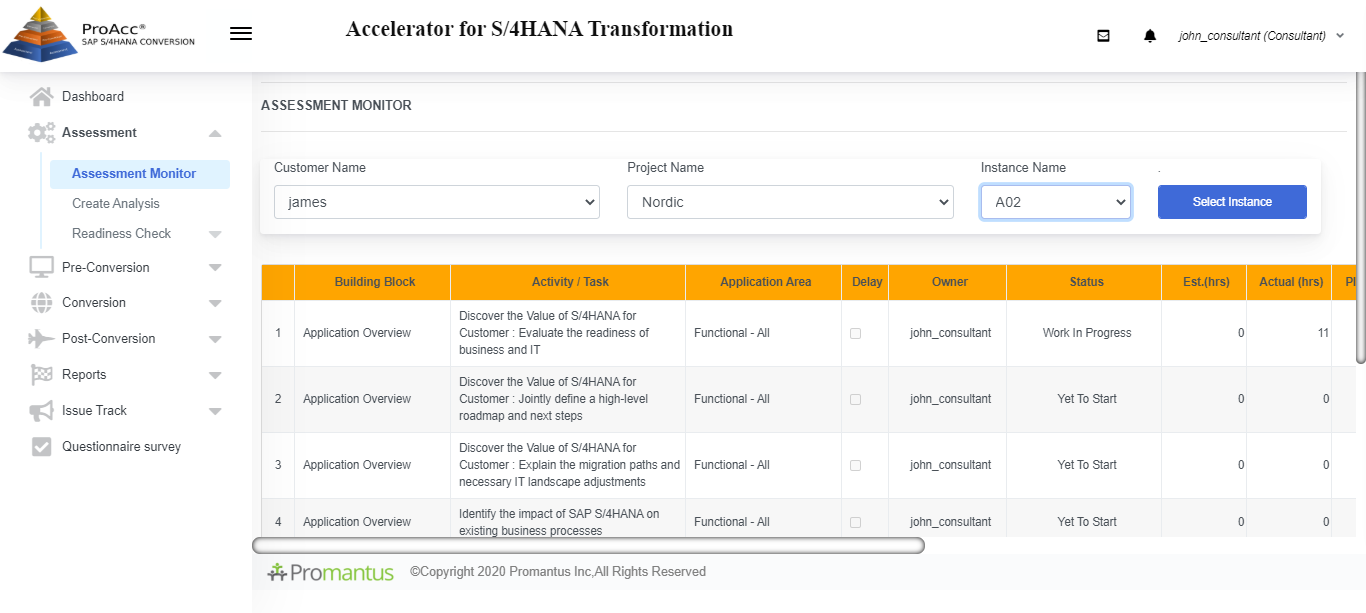 ProAcc®
SAP S/4HANA CONVERSION
Accelerator for S/4HANA Transformation
john_consultant (Consultant)
Dashboard
Assessment
Assessment Monitor
Create Analysis
Readiness Check
Pre-Conversion
Conversion
Post-Conversion
Reports
Issue Track
Questionnaire survey
ASSESSMENT MONITOR
Customer Name Project Name Instance Name .
james Nordic A02 Select Instance
Building Block Activity / Task Application Area Delay Owner Status Est.(hrs) Actual (hrs) Pl
1 Application Overview Discover the Value of S/4HANA for
Customer : Evaluate the readiness of
business and IT Functional - All john_consultant Work In Progress 0 11
2 Application Overview Discover the Value of S/4HANA for
Customer : Jointly define a high-level
roadmap and next steps Functional - All john_consultant Yet To Start 0 0
3 Application Overview Discover the Value of S/4HANA for
Customer : Explain the migration paths and
necessary IT landscape adjustments Functional - All john_consultant Yet To Start 0 0
4 Application Overview Identify the impact of SAP S/4HANA on
existing business processes Functional - All john_consultant Yet To Start 0 0
Promantus ©Copyright 2020 Promantus Inc,All Rights Reserved